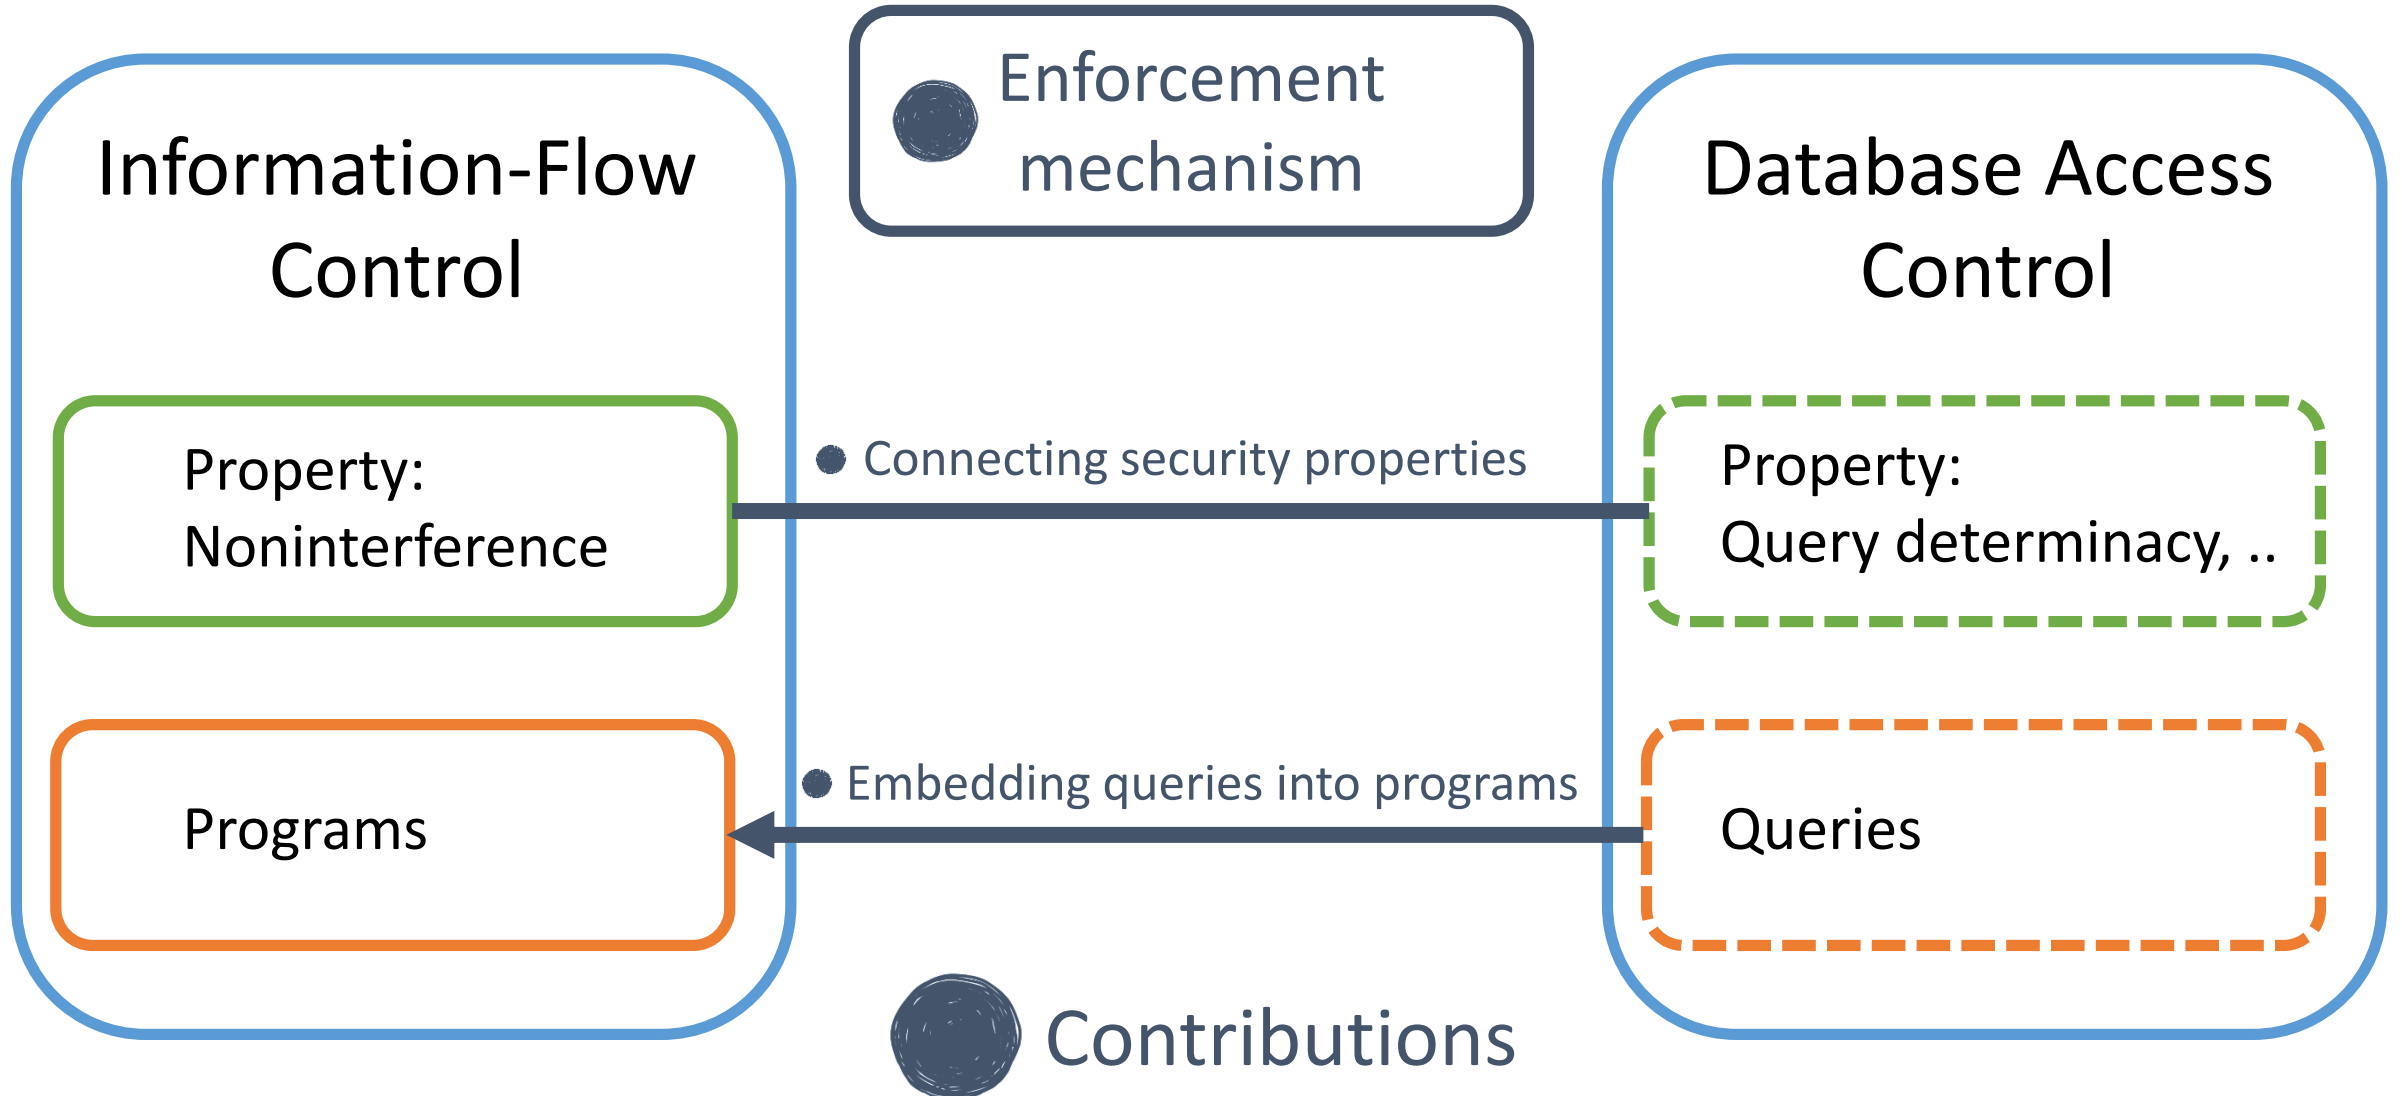 Information-Flow
Control
Property:
Noninterference
Programs
Enforcement
mechanism
Connecting security properties
Embedding queries into programs
Contributions
Database Access
Control
Property:
Query determinacy, ..
Queries